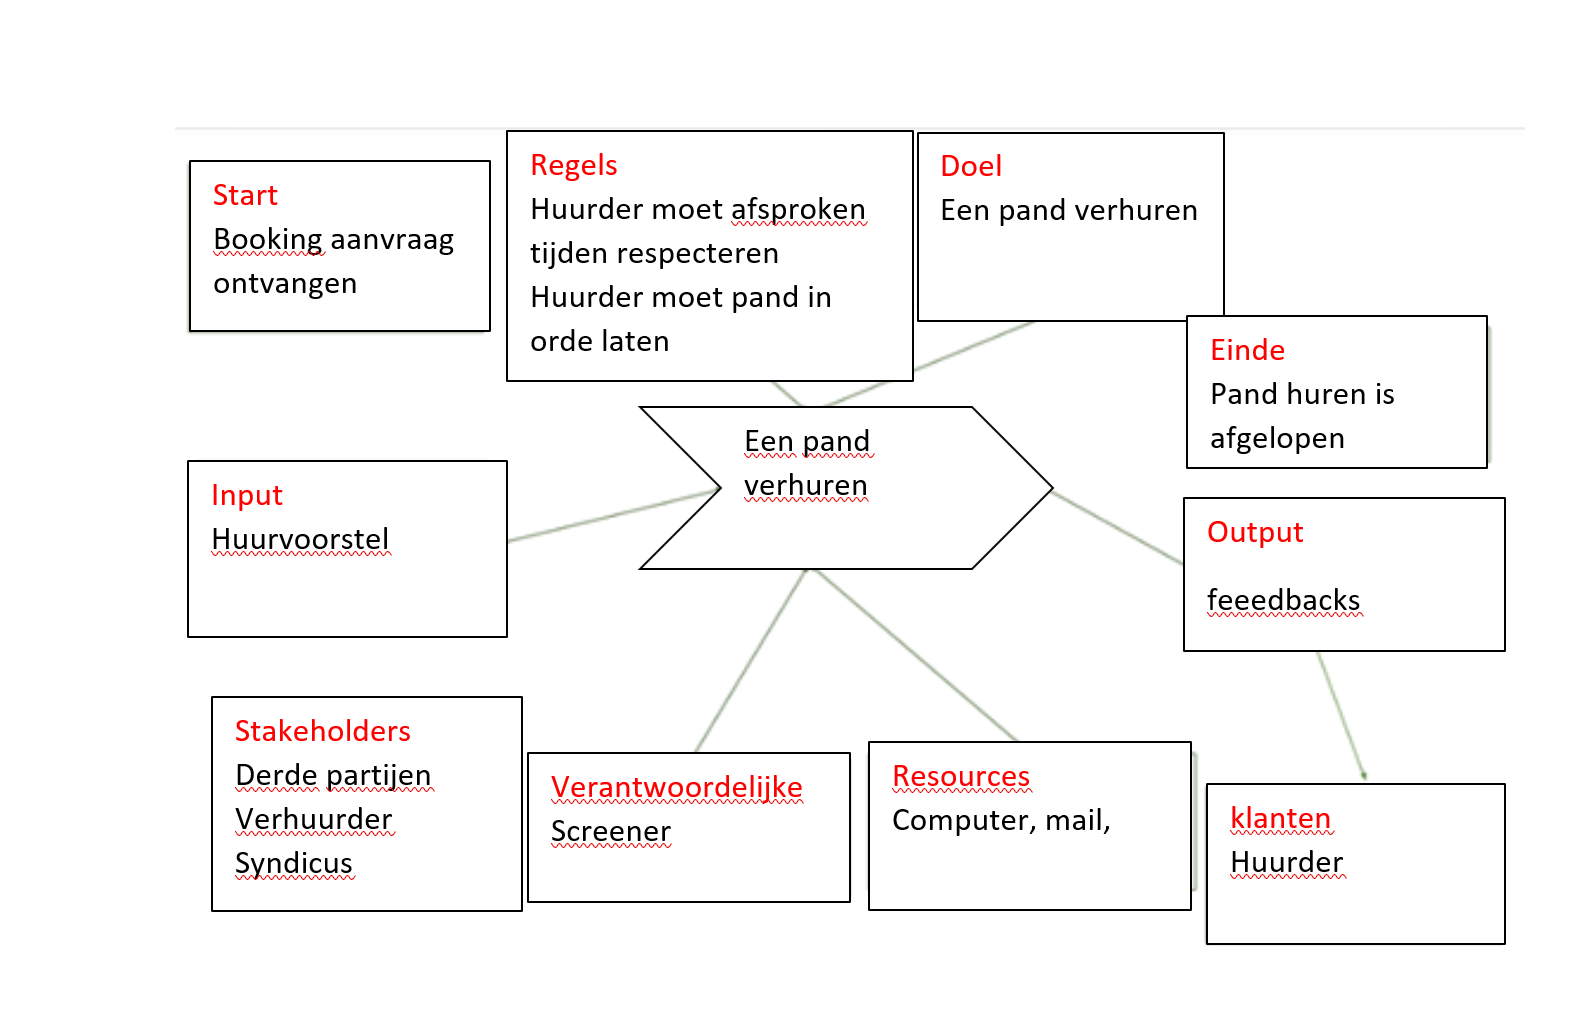 Start
Booking aanvraag
ontvangen
Regels
Huurder moet afsproken
tijden respecteren
Huurder moet pand in
orde laten
Doel
Een pand verhuren
Einde
Pand huren is
afgelopen
Een pand
verhuren
Input
Huurvoorstel
Output
feeedbacks
Stakeholders
Derde partijen
Verhuurder
Syndicus
Verantwoordelijke
Screener
Resources
Computer, mail,
klanten
Huurder